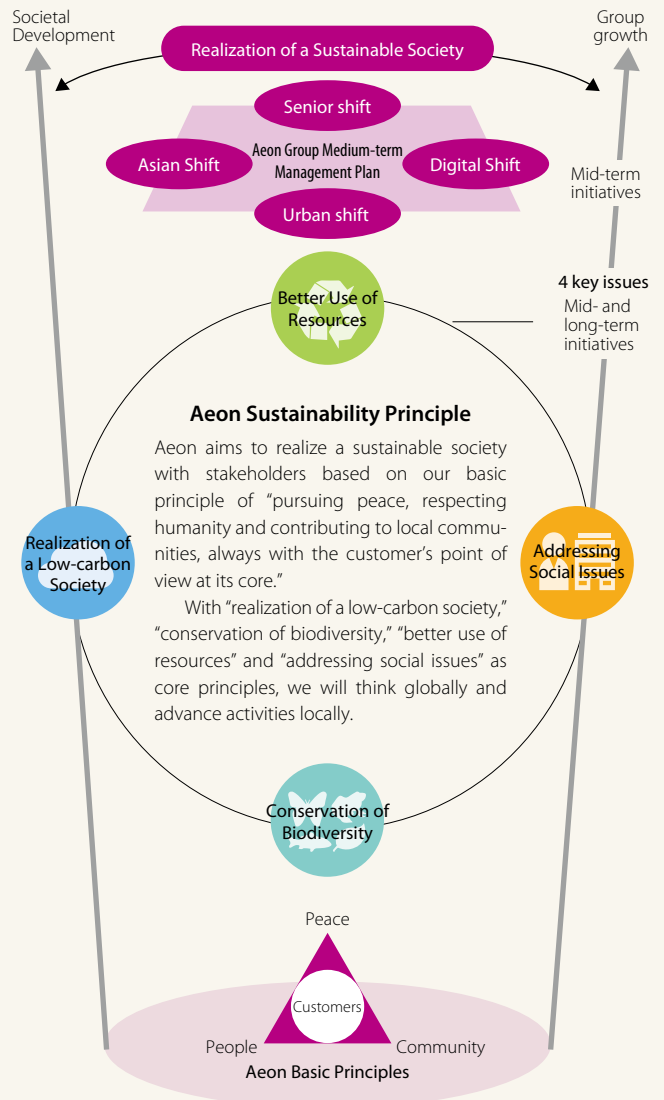 Societal
Development
Group
growth
Realization of a Sustainable Society
Senior shift
Asian Shift
Aeon Group Medium-term
Management Plan
Digital Shift
Urban shift
Mid-term
initiatives
4 key issues
Mid- and
long-term
initiatives
Better Use of
Resources
Aeon Sustainability Principle
Aeon aims to realize a sustainable society
with stakeholders based on our basic
principle of “pursuing peace, respecting
humanity and contributing to local commu-
nities, always with the customer’s point of
view at its core.”
With “realization of a low-carbon society,”
“conservation of biodiversity,” “better use of
resources” and “addressing social issues” as
core principles, we will think globally and
advance activities locally.
Realization of
a Low-carbon
Society
Addressing
Social Issues
Conservation of
Biodiversity
Peace
Customers
People
Community
Aeon Basic Principles